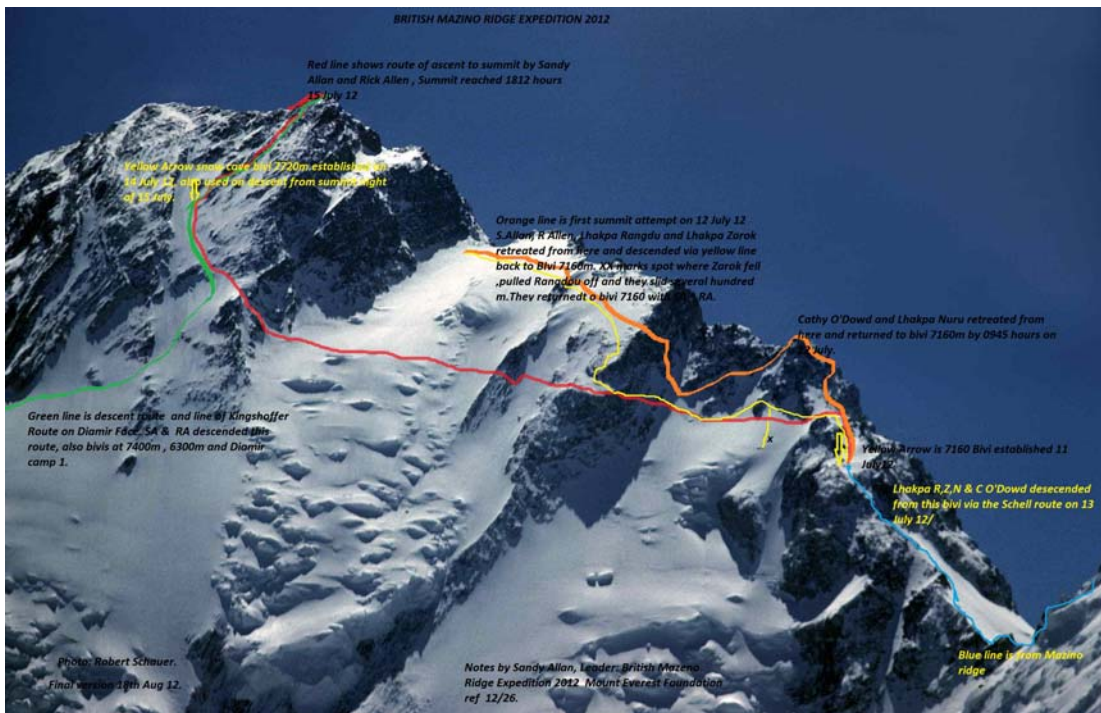 BRITISH MAZINO RIDGE EXPEDITION 2012
Red line shows route of ascent to summit by Sandy
Allan and Rick Allen , Summit reached 1812 hours
15 July 12
Yellow Arrow snow cave bivi 7720m established on
14 July 12, also used on descent from summit night
of 15 July.
Orange line is first summit attempt on 12 July 12
S.Allan, R Allen, Lhakpa Rangdu and Lhakpa Zarok
retreated from here and descended via yellow line
back to Bivi 7160m. XX marks spot where Zarok fell
,pulled Rangdou off and they slid several hundred
m.They returnedt o bivi 7160 with RA.
Cathy O'Dowd and Lhakpa Nuru retreated from
here and returned to bivi 7160m by 0945 hours on
July.
Green line is descent route and line of Kingshoffer
Route on Diamir Face, SA & RA descended this
route, also bivis at 7400m , 6300m and Diamir
camp 1.
x
Yellow Arrow is 7160 Bivi established 11
July12
Lhakpa R,Z,N & C O'Dowd desecended
from this bivi via the Schell route on 13
July 12/
Blue line is from Mazino
ridge
Photo: Robert Schauer.
Final version 18th Aug 12.
Notes by Sandy Allan, Leader: British Mazeno
Ridge Expedition 2012 Mount Everest Foundation
ref 12/26.